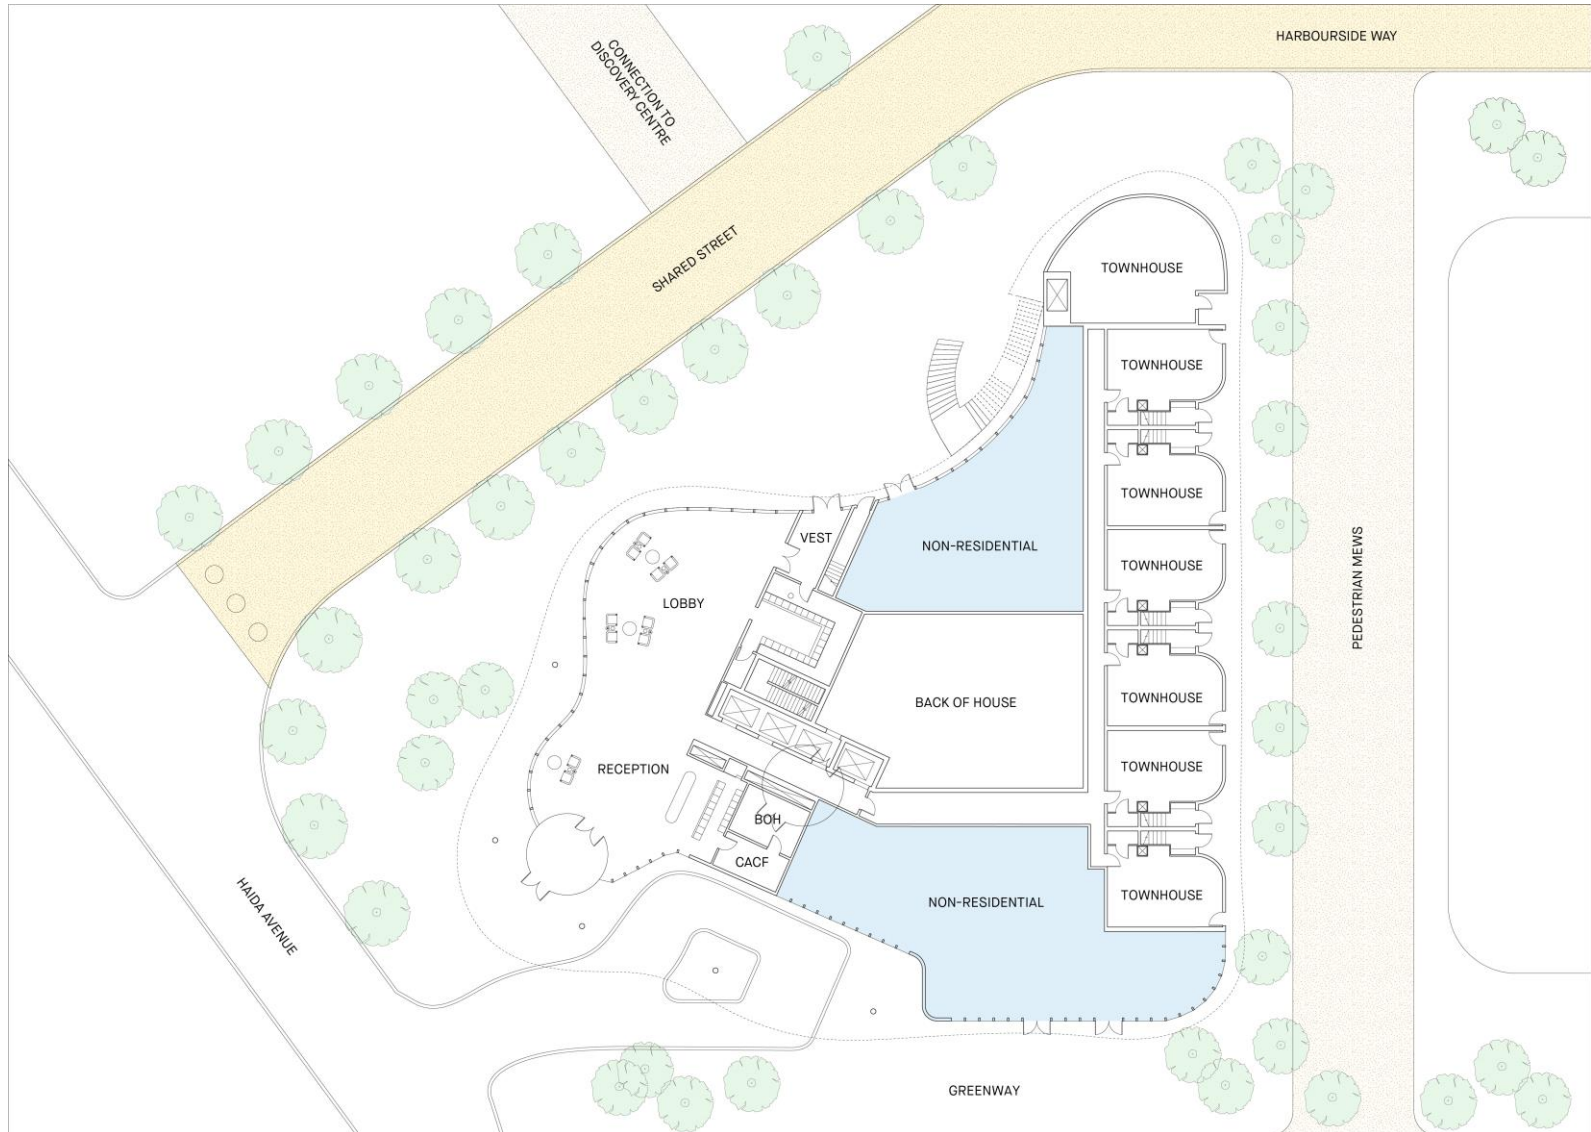 HARBOURSIDE WAY
CONNECTION TO
DISCOVERY CENTRE
SHARED STREET
TOWNHOUSE
TOWNHOUSE
TOWNHOUSE
VEST
NON-RESIDENTIAL
TOWNHOUSE
PEDESTRIAN MEWS
LOBBY
BACK OF HOUSE
TOWNHOUSE
RECEPTION
TOWNHOUSE
BOH
CACF
HAIDA AVENUE
NON-RESIDENTIAL
TOWNHOUSE
GREENWAY